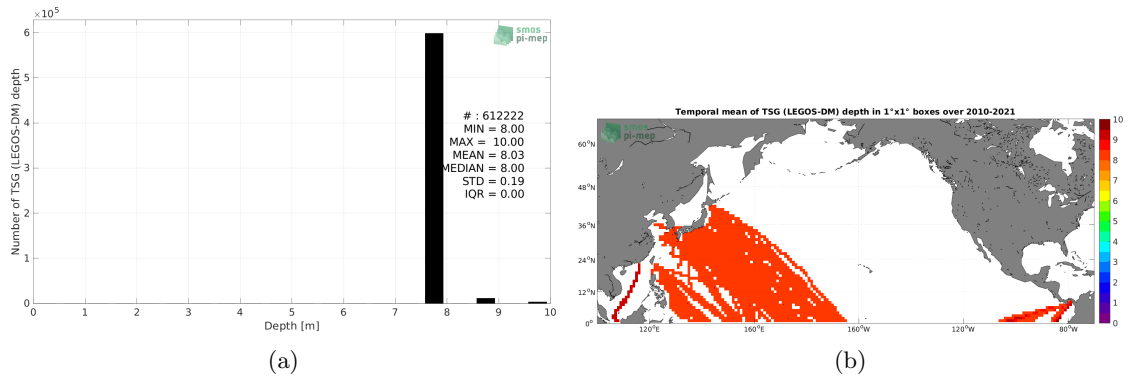 ×10^5
Number of TSG (LEGOS-DM) depth
6
5
4
3
2
1
0
smos
pi-mep
# : 612222
MIN = 8.00
MAX = 10.00
MEAN = 8.03
MEDIAN = 8.00
STD = 0.19
IQR = 0.00
0 1 2 3 4 5 6 7 8 9 10
Depth [m]
(a)
Temporal mean of TSG (LEGOS-DM) depth in 1°x1° boxes over 2010-2021
smos
pi-mep
60°N
48°N
36°N
24°N
12°N
0°
120°E 160°E 160°W 120°W 80°W
10
9
8
7
6
5
4
3
2
1
0
(b)